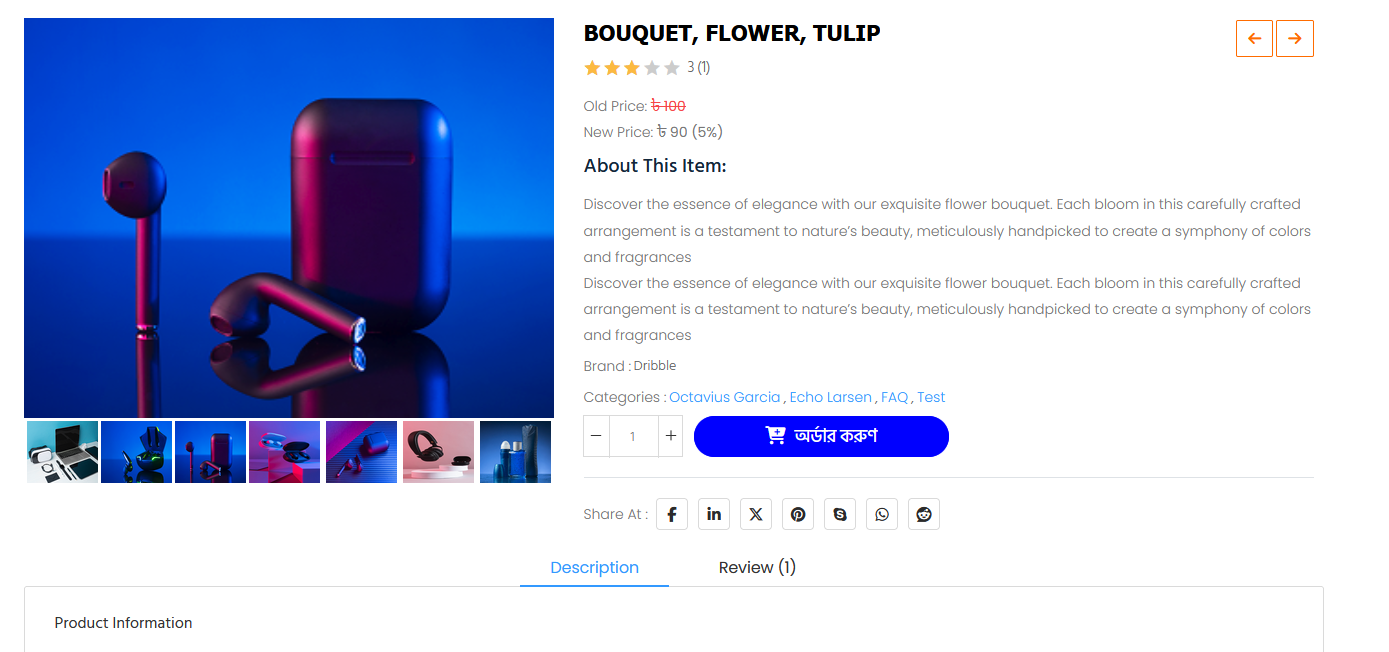 BOUQUET, FLOWER, TULIP
3 (1)
Old Price: ৳ 100
New Price: ৳ 90 (5%)
About This Item:
Discover the essence of elegance with our exquisite flower bouquet. Each bloom in this carefully crafted
arrangement is a testament to nature’s beauty, meticulously handpicked to create a symphony of colors
and fragrances
Discover the essence of elegance with our exquisite flower bouquet. Each bloom in this carefully crafted
arrangement is a testament to nature’s beauty, meticulously handpicked to create a symphony of colors
and fragrances
Brand : Dribble
Categories : Octavius Garcia , Echo Larsen , FAQ , Test
− 1 + অর্ডার করুণ
Share At :
Description Review (1)
Product Information